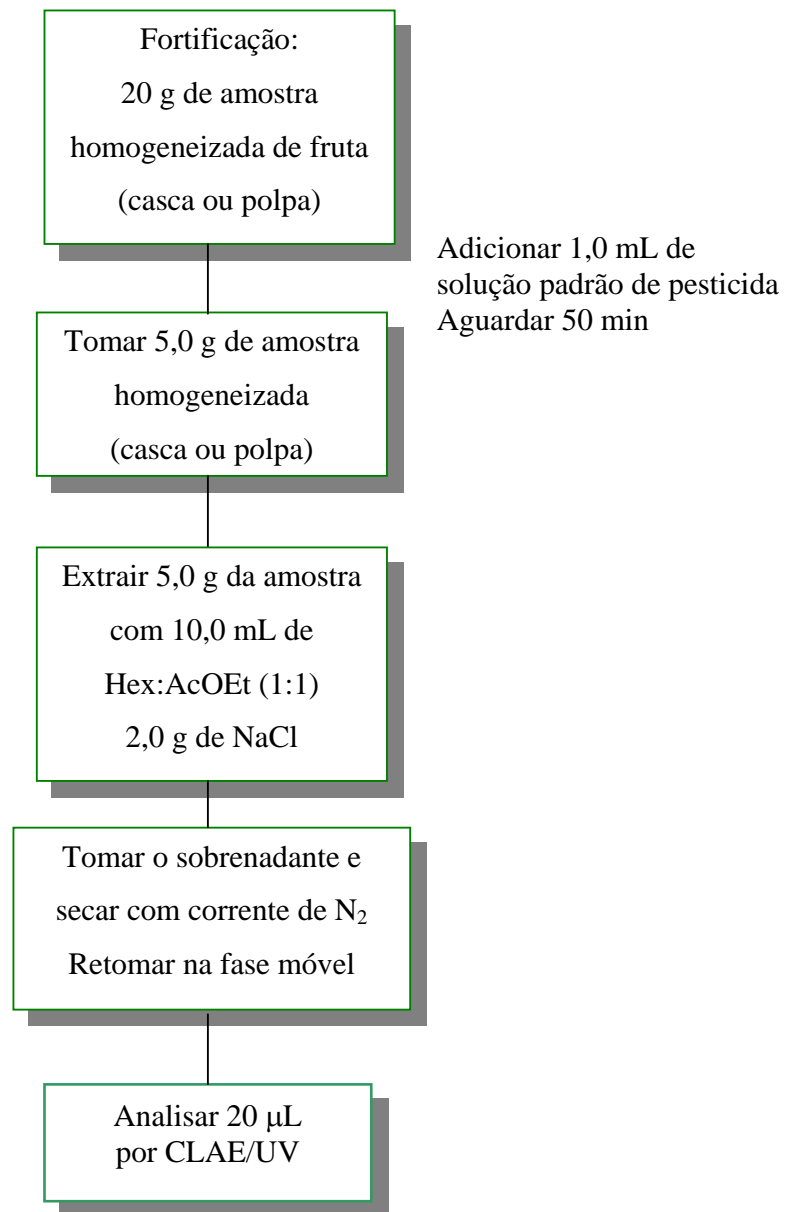 Fortificação:
20 g de amostra
homogeneizada de fruta
(casca ou polpa)
Adicionar 1,0 mL de
solução padrão de pesticida
Aguardar 50 min
Tomar 5,0 g de amostra
homogeneizada
(casca ou polpa)
Extrair 5,0 g da amostra
com 10,0 mL de
Hex:AcOEt (1:1)
2,0 g de NaCl
Tomar o sobrenadante e
secar com corrente de N₂
Retomar na fase móvel
Analisar 20 μL
por CLAE/UV